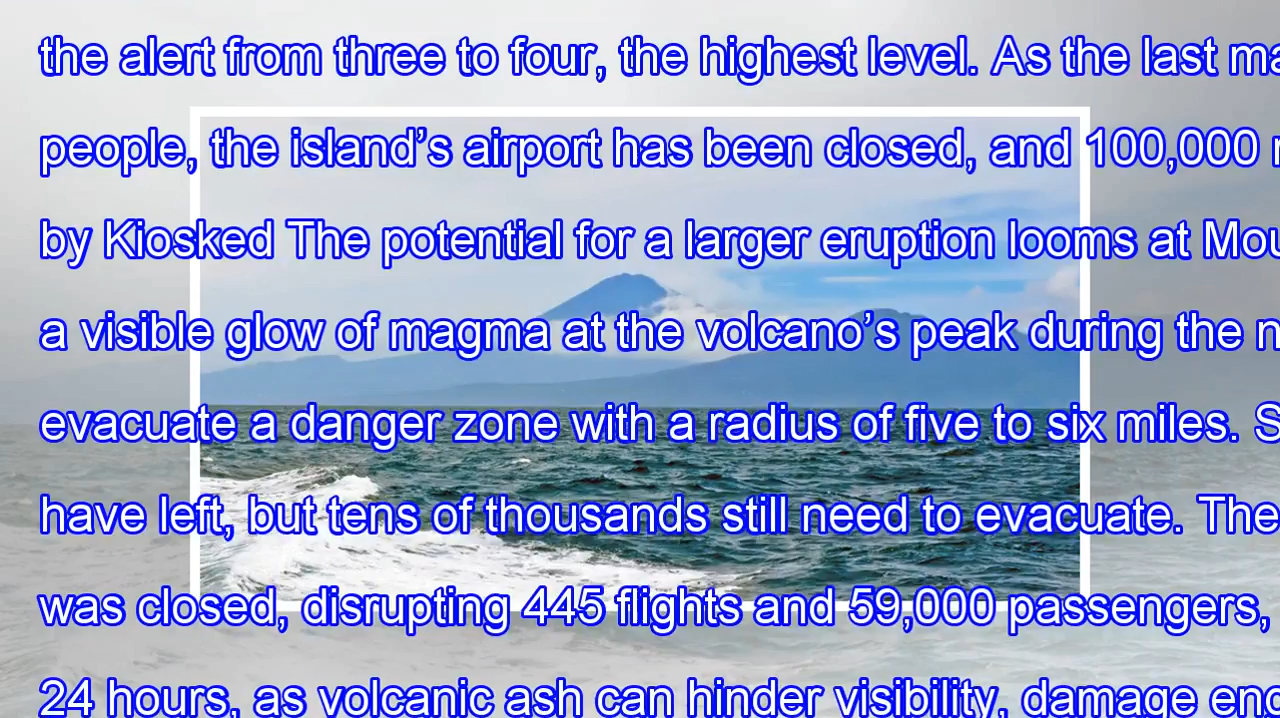 the alert from three to four, the highest level. As the last
people, the island’s airport has been closed, and 100,000
by Kiosked The potential for a larger eruption looms at
a visible glow of magma at the volcano’s peak during the
evacuate a danger zone with a radius of five to six miles.
have left, but tens of thousands still need to evacuate. The
was closed, disrupting 445 flights and 59,000 passengers,
24 hours, as volcanic ash can hinder visibility, damage